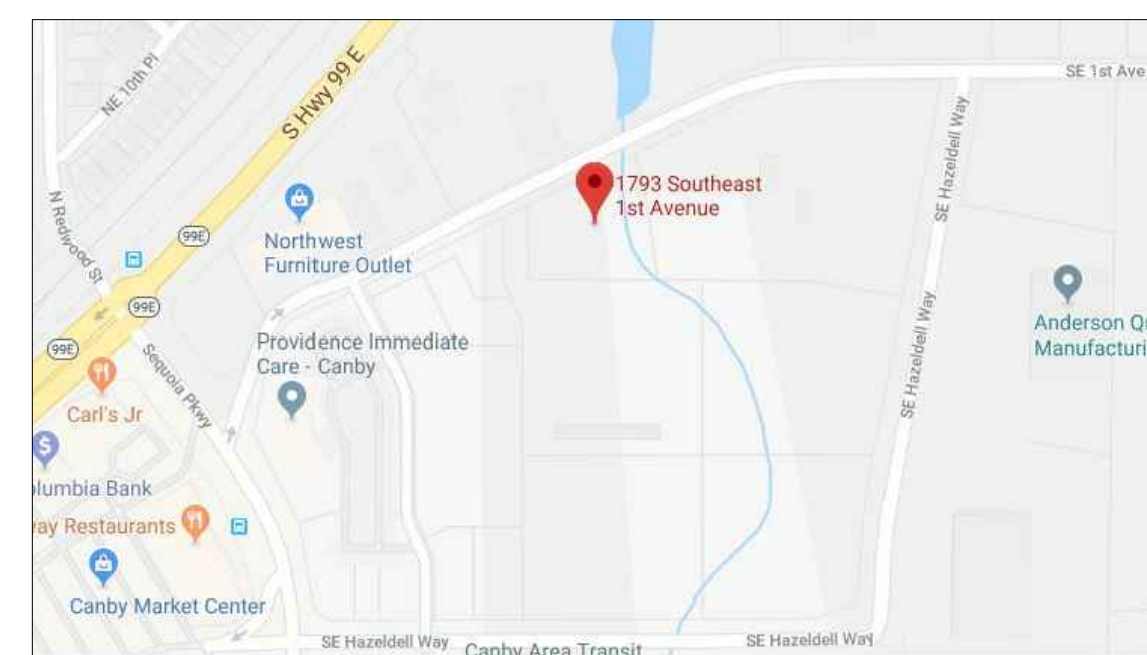 NE 10th Pl
S Hwy 99 E
SE 1st Ave
SE Hazeldell Way
1793 Southeast
1st Avenue
N Redwood St
99E
Northwest
Furniture Outlet
99E
99E
Sequoia Pkwy
Providence Immediate
Care - Canby
SE Hazeldell Way
Anderson Qu
Manufacturi
Carl's Jr
$
olumbia Bank
ay Restaurants
Canby Market Center
SE Hazeldell Way
Canby Area Transit
SE Hazeldell Way